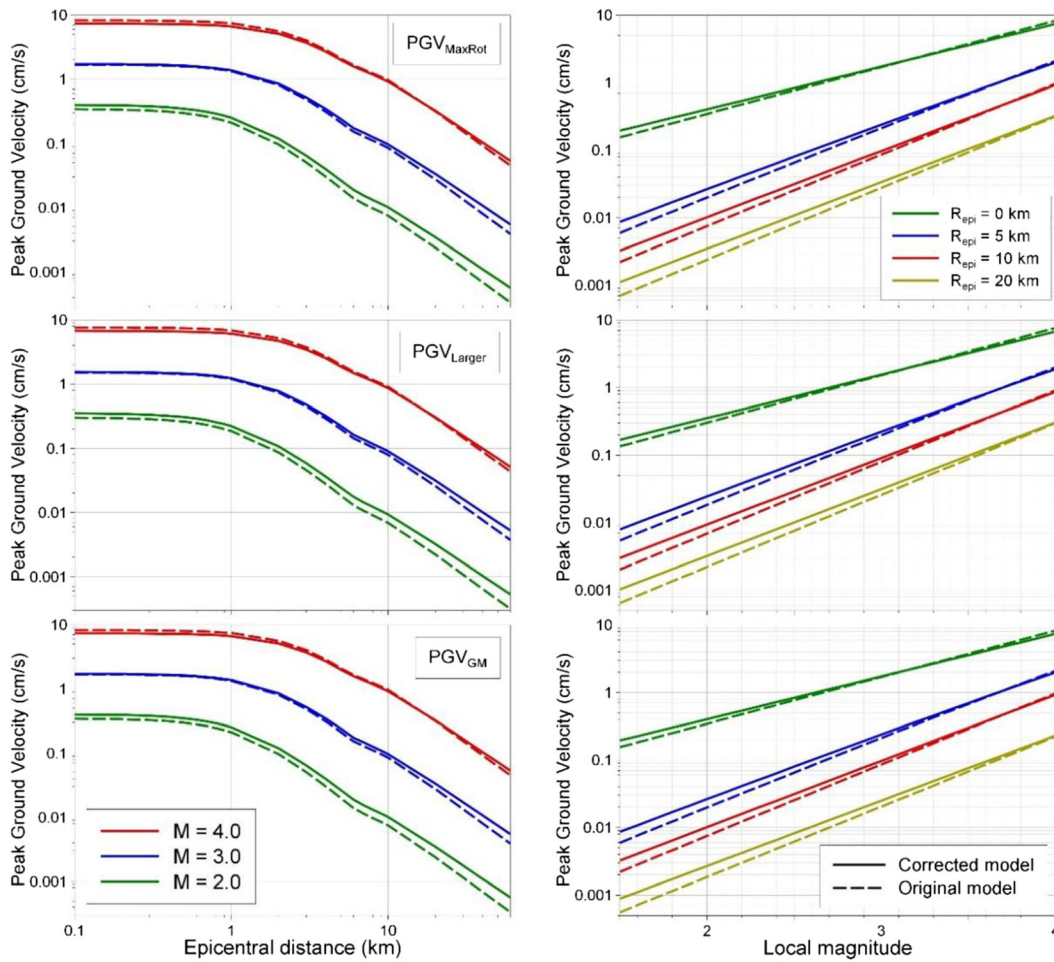 10
1
0.1
0.01
0.001
Peak Ground Velocity (cm/s)
PGV_MaxRot
10
1
0.1
0.01
0.001
Peak Ground Velocity (cm/s)
R_epi = 0 km
R_epi = 5 km
R_epi = 10 km
R_epi = 20 km
10
1
0.1
0.01
0.001
Peak Ground Velocity (cm/s)
PGV_Larger
10
1
0.1
0.01
0.001
Peak Ground Velocity (cm/s)
10
1
0.1
0.01
0.001
Peak Ground Velocity (cm/s)
PGV_GM
M = 4.0
M = 3.0
M = 2.0
0.1 1 10
Epicentral distance (km)
10
1
0.1
0.01
0.001
Peak Ground Velocity (cm/s)
Corrected model
Original model
2 3 4
Local magnitude